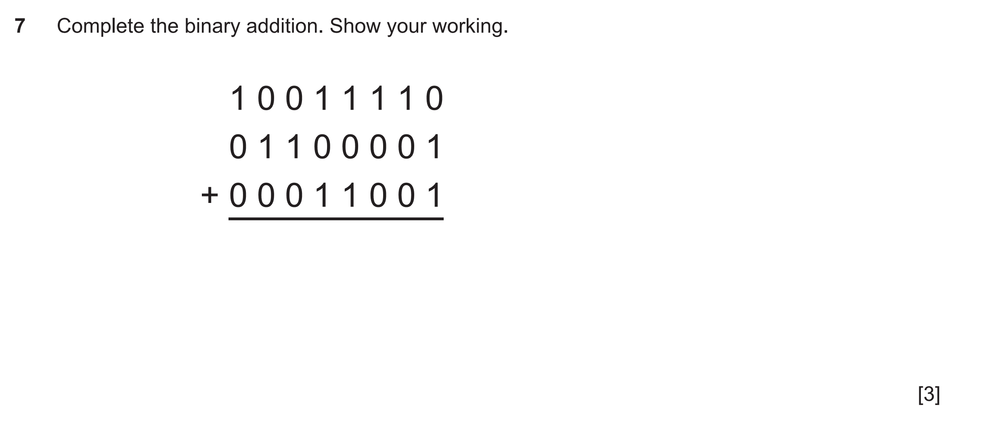 7 Complete the binary addition. Show your working.
1 0 0 1 1 1 1 0
0 1 1 0 0 0 0 1
+ 0 0 0 1 1 0 0 1
[3]